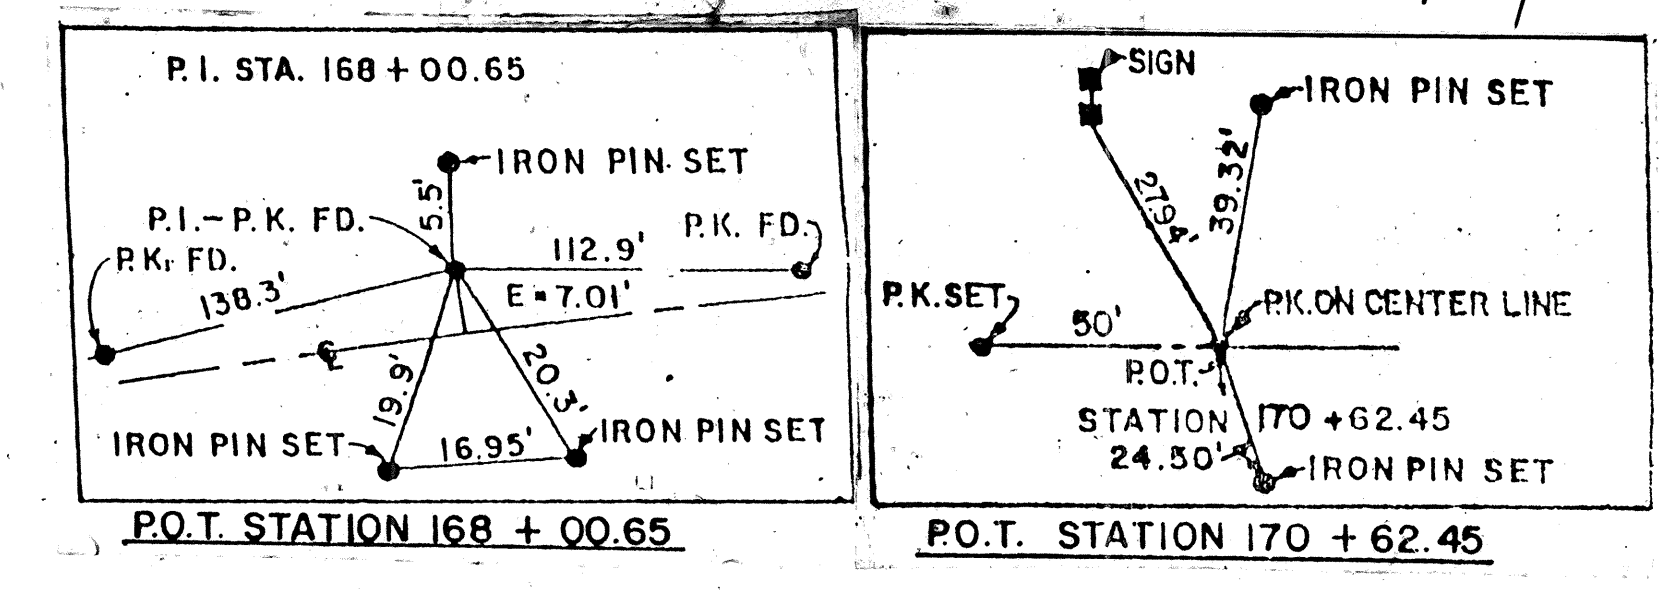 P.I. STA. 168 + 00.65
IRON PIN SET
5.5'
P.I.- P.K. FD.
P.K. FD.
112.9'
P.K. FD.
138.3'
E = 7.01'
℄
19.9'
20.3'
IRON PIN SET
16.95'
IRON PIN SET
P.O.T. STATION 168 + 00.65
SIGN
IRON PIN SET
27.94'
39.32'
P.K. SET
50'
P.K. ON CENTER LINE
P.O.T.
STATION 170 + 62.45
24.50'
IRON PIN SET
P.O.T. STATION 170 + 62.45